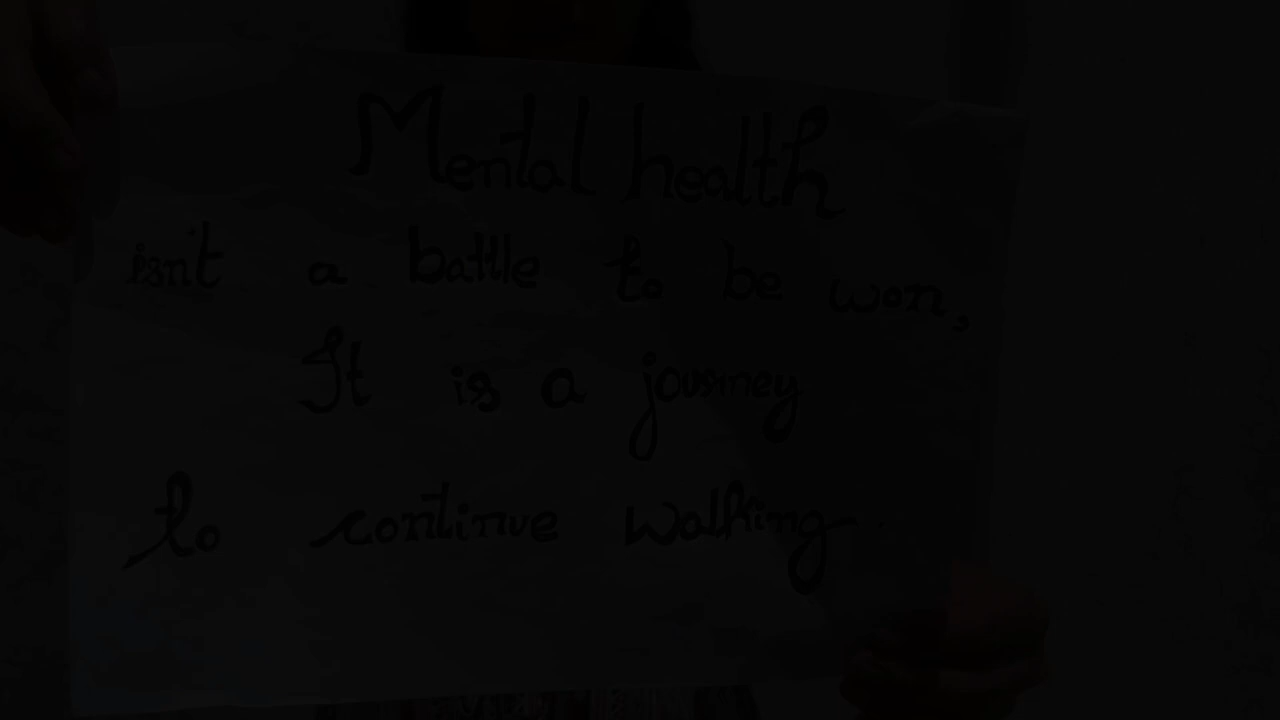 Mental health
isn't a battle to be won,
It is a journey
to continue walking.